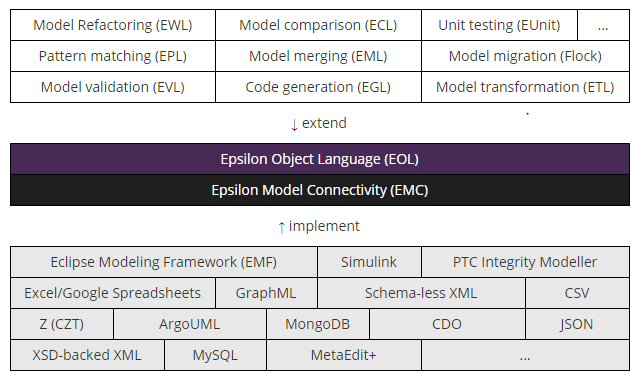 Model Refactoring (EWL) Model comparison (ECL) Unit testing (EUnit) ...
Pattern matching (EPL) Model merging (EML) Model migration (Flock)
Model validation (EVL) Code generation (EGL) Model transformation (ETL)
↓ extend
Epsilon Object Language (EOL)
Epsilon Model Connectivity (EMC)
↑ implement
Eclipse Modeling Framework (EMF) Simulink PTC Integrity Modeller
Excel/Google Spreadsheets GraphML Schema-less XML CSV
Z (CZT) ArgoUML MongoDB CDO JSON
XSD-backed XML MySQL MetaEdit+ ...